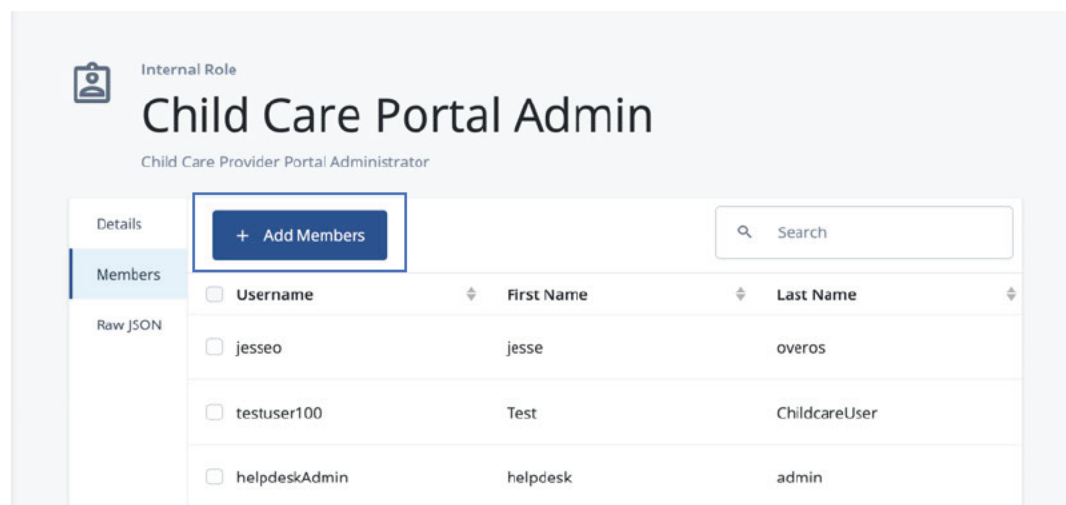 Internal Role
Child Care Portal Admin
Child Care Provider Portal Administrator
Details
Members
Raw JSON
+ Add Members
Search
Username First Name Last Name
jesseo jesse overos
testuser100 Test ChildcareUser
helpdeskAdmin helpdesk admin